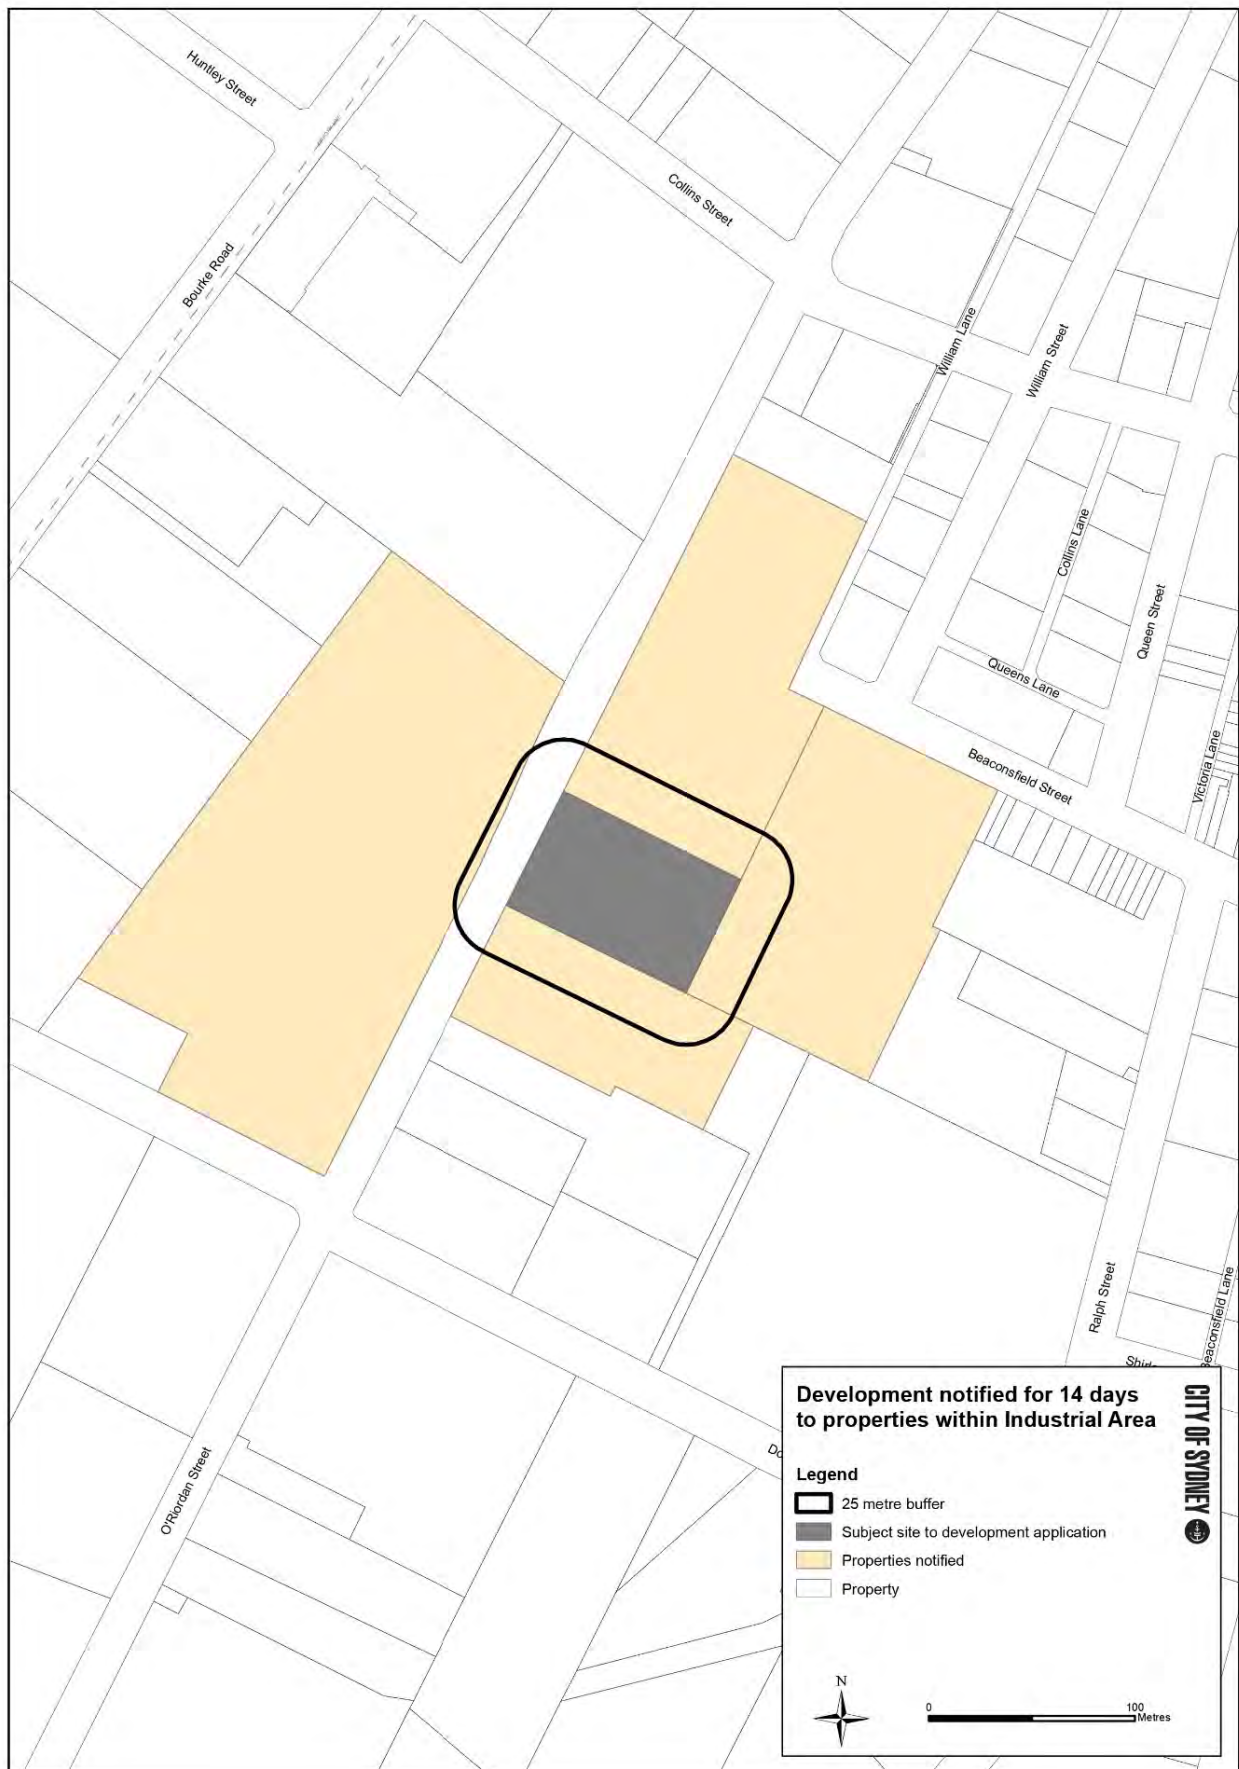 Huntley Street
Collins Street
Bourke Road
William Lane
William Street
Collins Lane
Queen Street
Queens Lane
Beaconsfield Street
Victoria Lane
Ralph Street
Beaconsfield Lane
O'Riordan Street
Development notified for 14 days
to properties within Industrial Area
CITY OF SYDNEY
Legend
25 metre buffer
Subject site to development application
Properties notified
Property
N
0
100
Metres